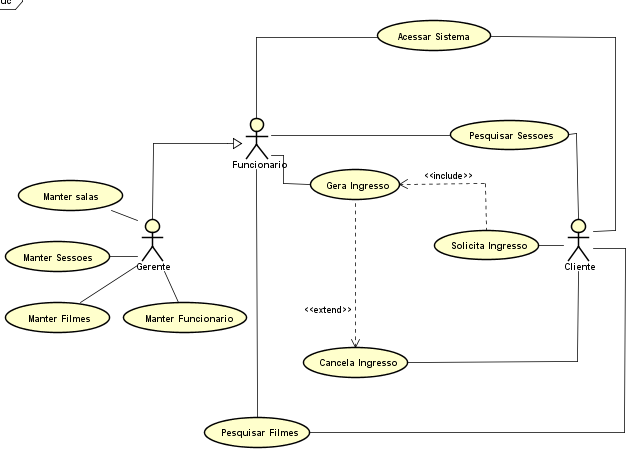 uc
Acessar Sistema
Pesquisar Sessoes
Funcionario
<<include>>
Gera Ingresso
Manter salas
Solicita Ingresso
Manter Sessoes
Gerente
Cliente
<<extend>>
Manter Filmes
Manter Funcionario
Cancela Ingresso
Pesquisar Filmes